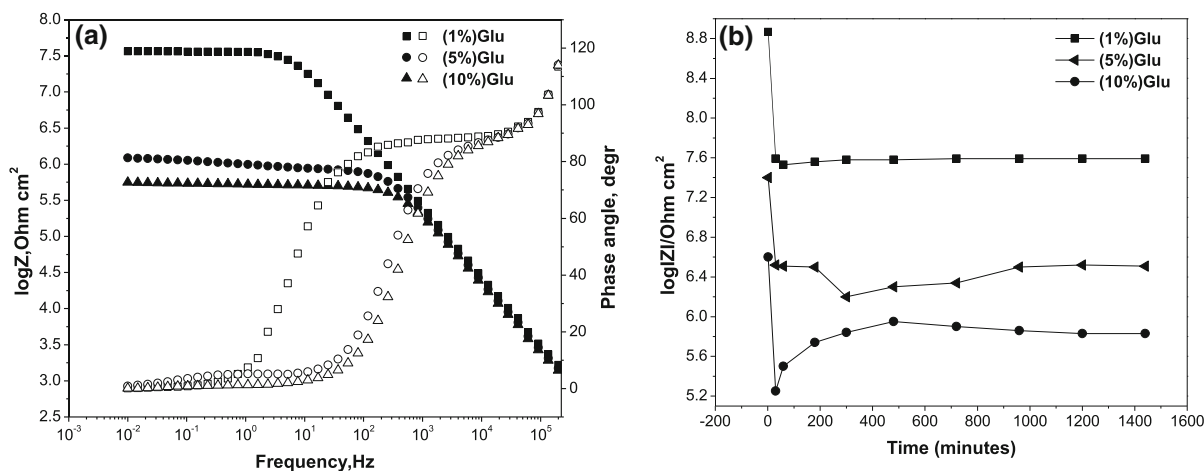 (a)
(1%)Glu
(5%)Glu
(10%)Glu
8.0
7.5
7.0
6.5
6.0
5.5
5.0
4.5
4.0
3.5
3.0
2.5
logZ,Ohm cm²
120
100
80
60
40
20
0
Phase angle, degr
10⁻³ 10⁻² 10⁻¹ 10⁰ 10¹ 10² 10³ 10⁴ 10⁵
Frequency,Hz
(b)
(1%)Glu
(5%)Glu
(10%)Glu
8.8
8.4
8.0
7.6
7.2
6.8
6.4
6.0
5.6
5.2
logIZI/Ohm cm²
-200 0 200 400 600 800 1000 1200 1400 1600
Time (minutes)